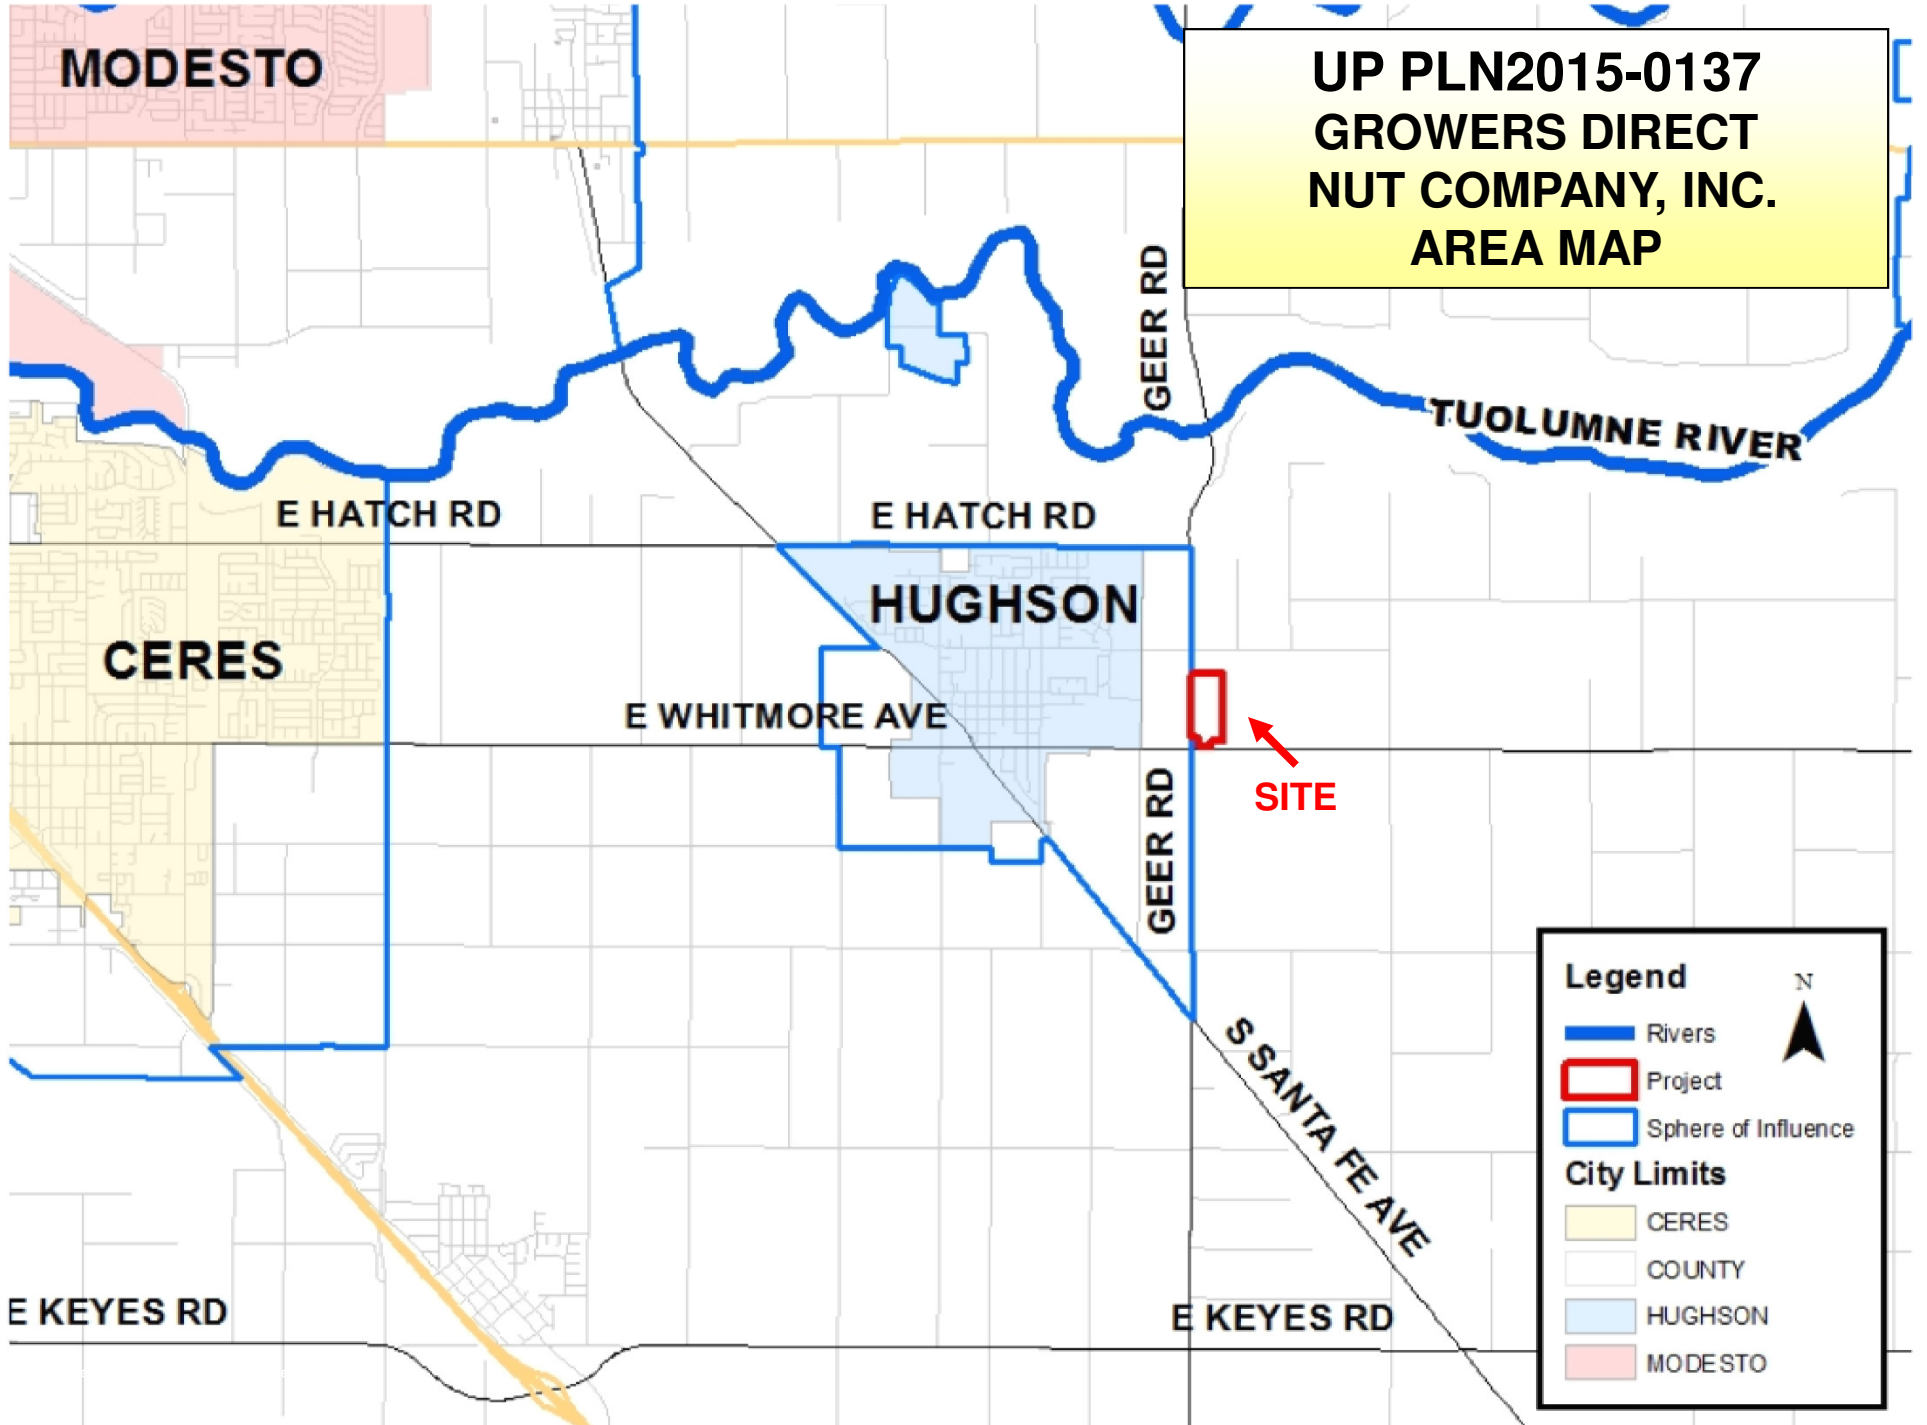 MODESTO
UP PLN2015-0137
GROWERS DIRECT
NUT COMPANY, INC.
AREA MAP
GEER RD
TUOLUMNE RIVER
E HATCH RD
E HATCH RD
HUGHSON
CERES
E WHITMORE AVE
SITE
GEER RD
S SANTA FE AVE
E KEYES RD
E KEYES RD
Legend
N
Rivers
Project
Sphere of Influence
City Limits
CERES
COUNTY
HUGHSON
MODESTO